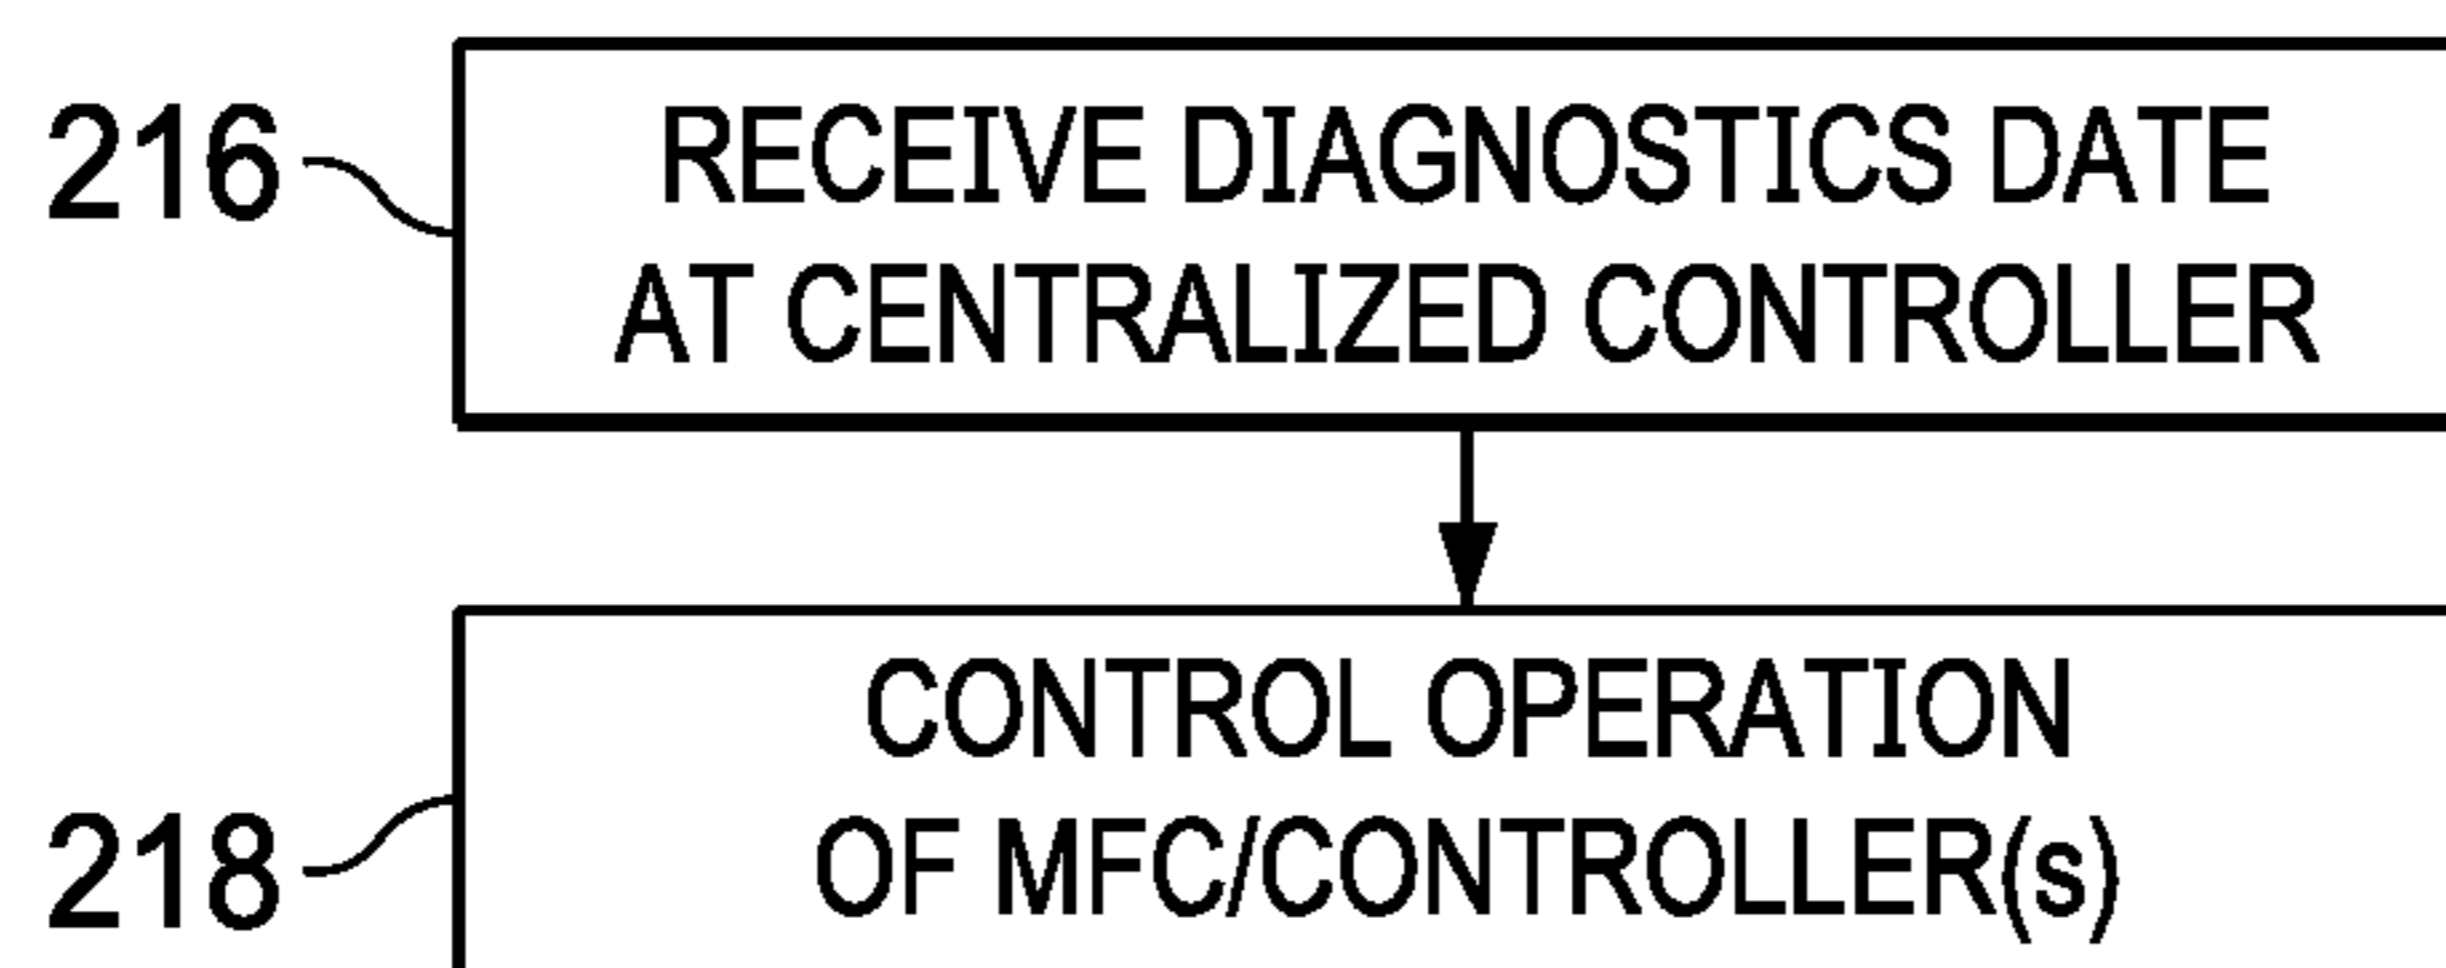 216
RECEIVE DIAGNOSTICS DATE
AT CENTRALIZED CONTROLLER
CONTROL OPERATION
OF MFC/CONTROLLER(s)
218